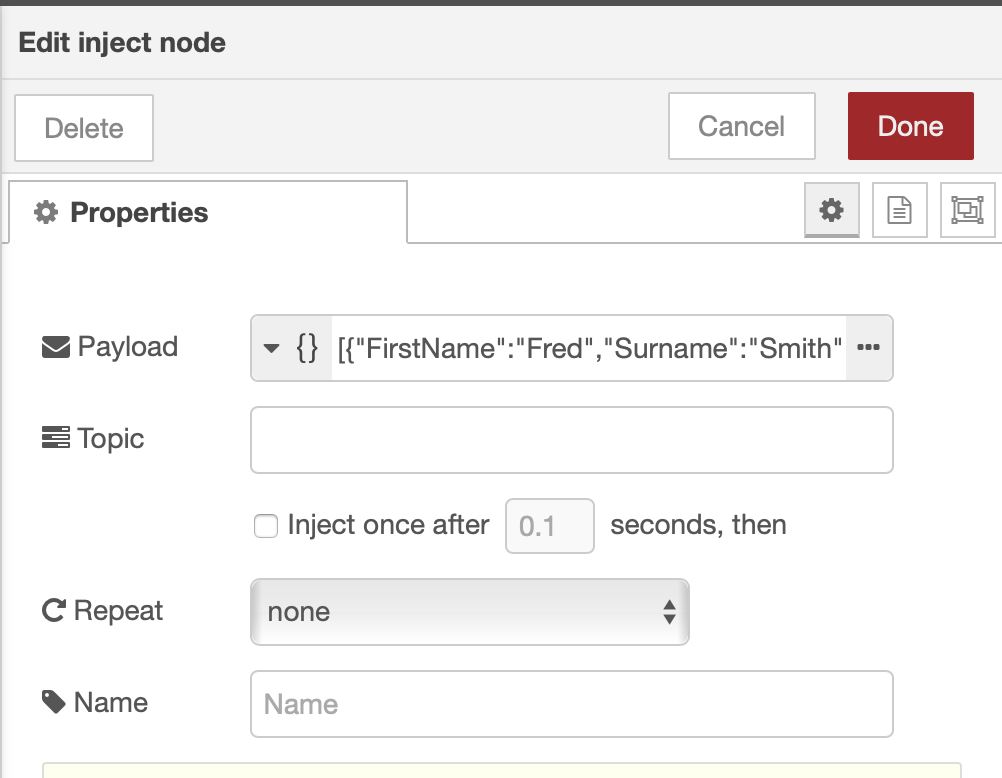 Edit inject node
Delete Cancel Done
Properties
Payload {} [{"FirstName":"Fred","Surname":"Smith" •••
Topic
Inject once after 0.1 seconds, then
Repeat none
Name Name